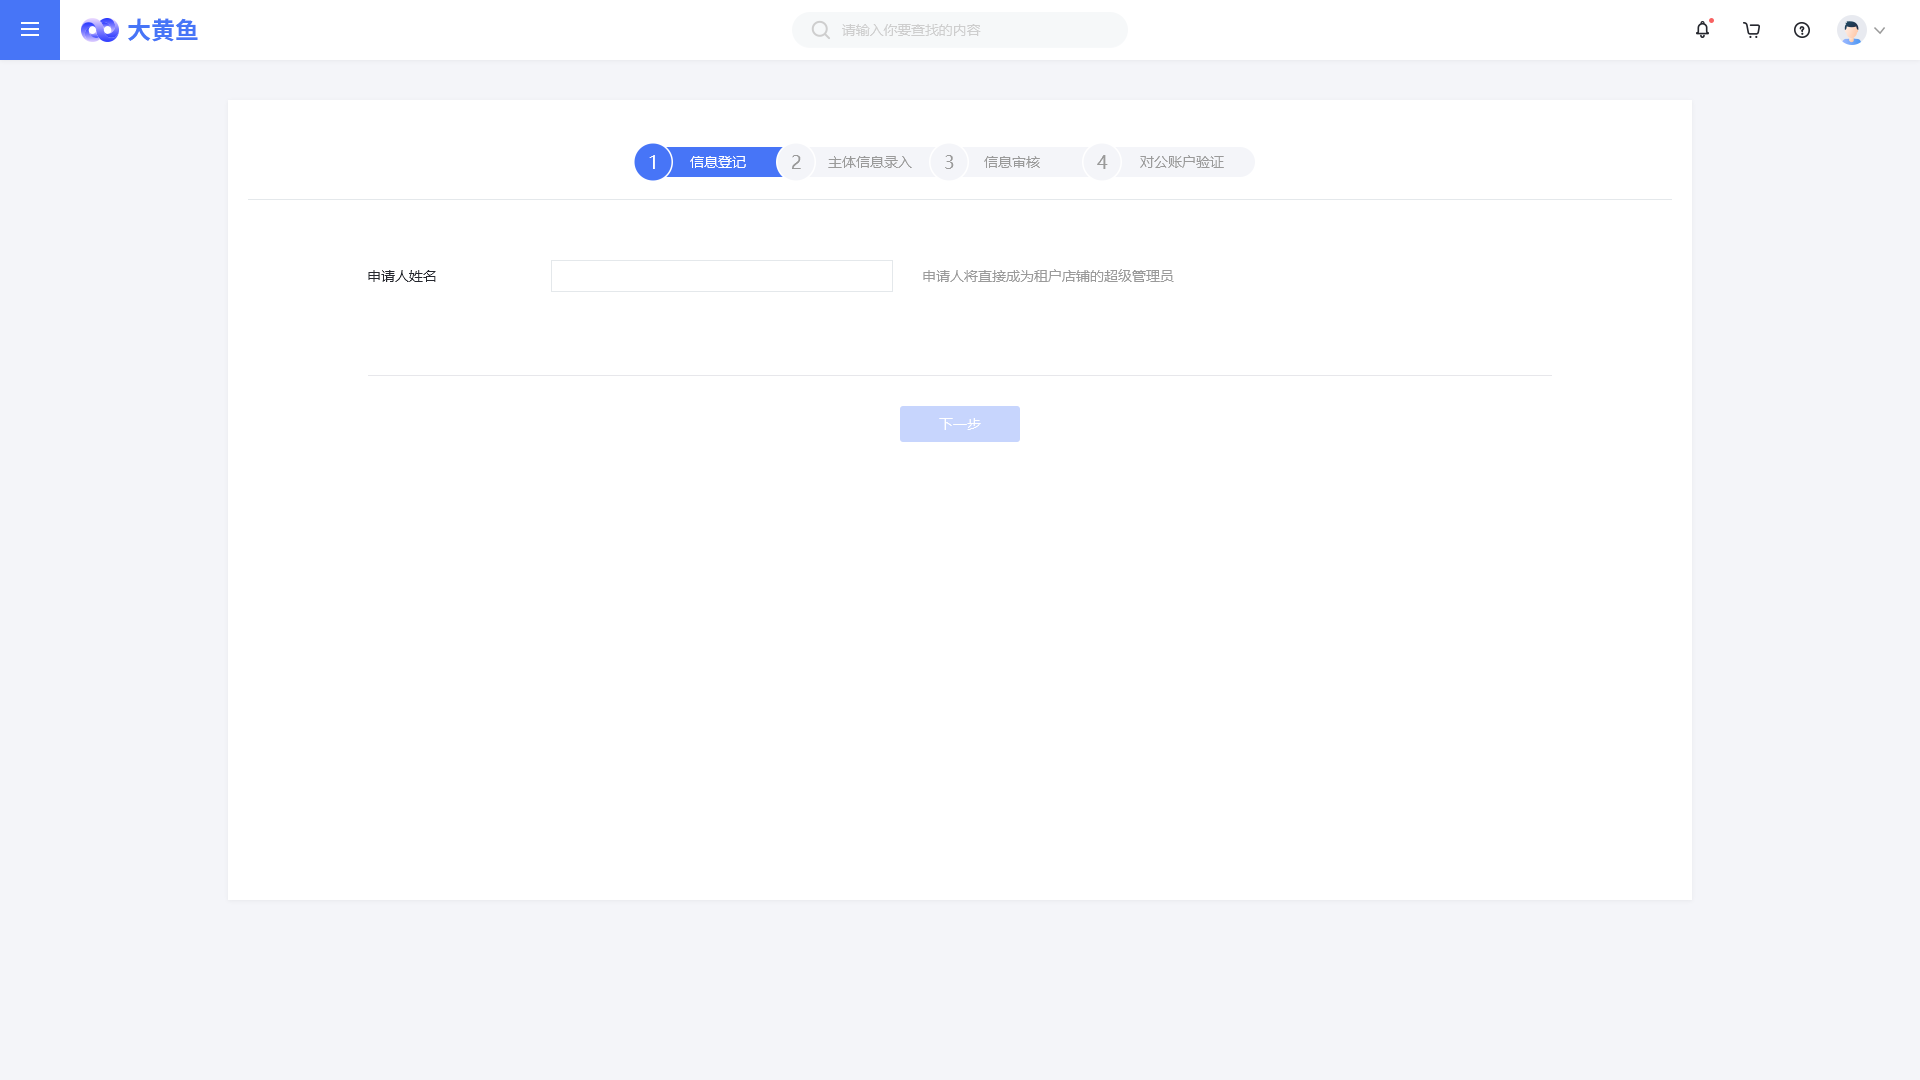 大黄鱼
请输入你要查找的内容
1 信息登记 2 主体信息录入 3 信息审核 4 对公账户验证
申请人姓名 申请人将直接成为租户店铺的超级管理员
下一步